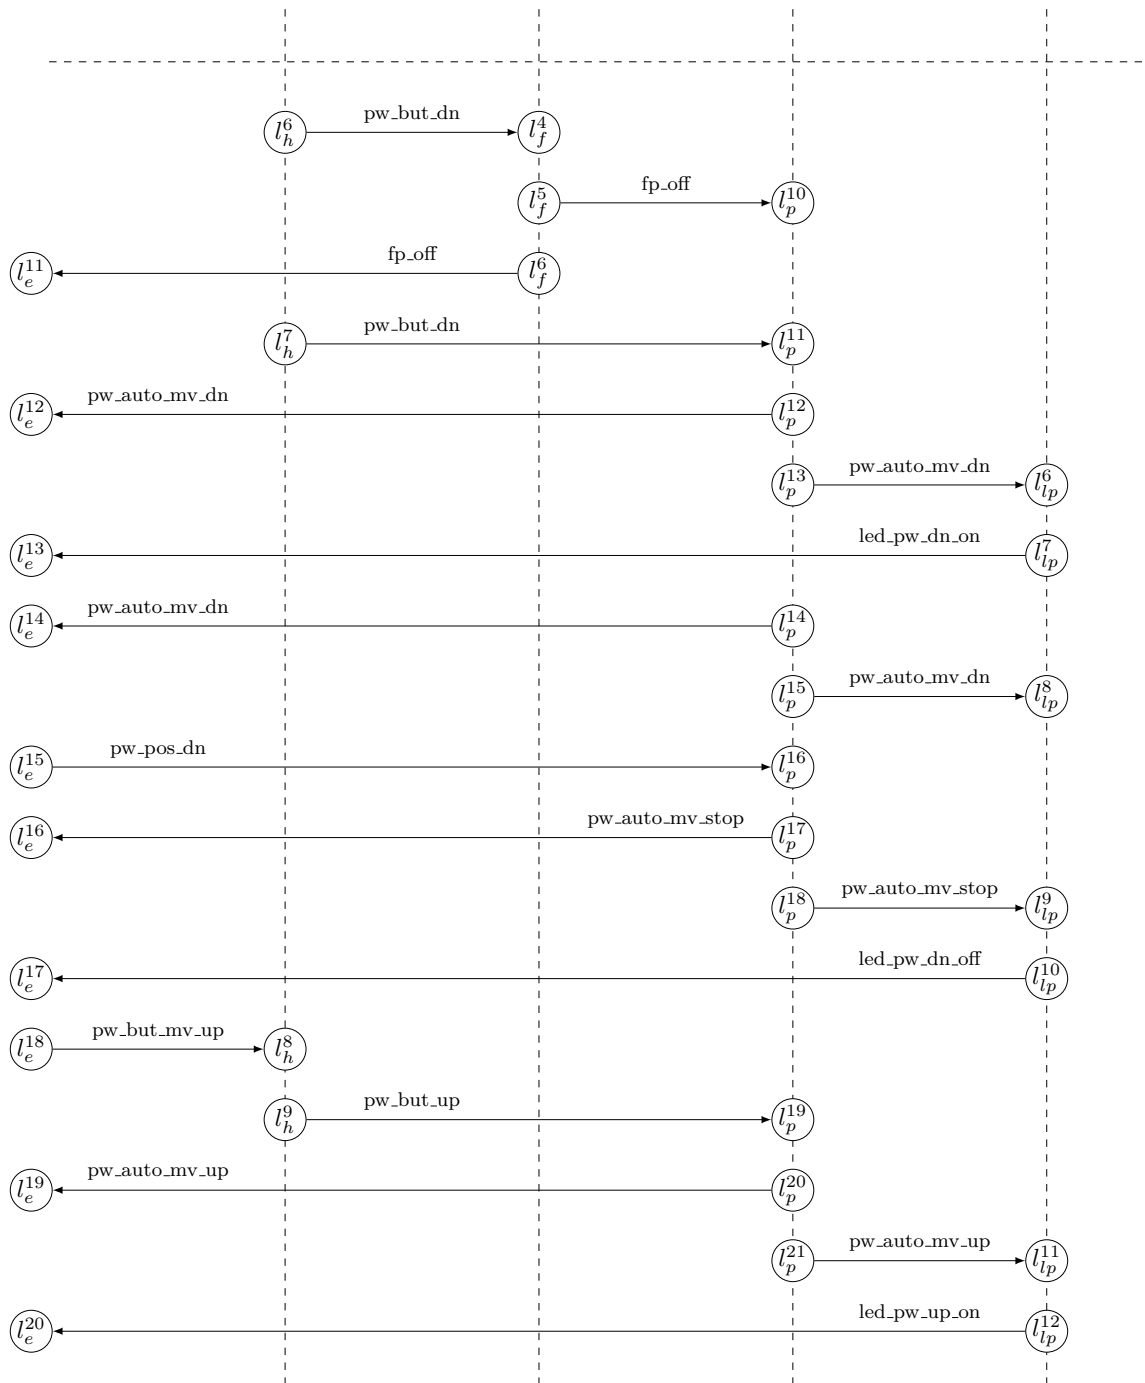 l_h^6 pw_but_dn l_f^4
l_f^5 fp_off l_p^10
l_e^11 fp_off l_f^6
l_h^7 pw_but_dn l_p^11
l_e^12 pw_auto_mv_dn l_p^12
l_p^13 pw_auto_mv_dn l_lp^6
l_e^13 led_pw_dn_on l_lp^7
l_e^14 pw_auto_mv_dn l_p^14
l_p^15 pw_auto_mv_dn l_lp^8
l_e^15 pw_pos_dn l_p^16
l_e^16 pw_auto_mv_stop l_p^17
l_p^18 pw_auto_mv_stop l_lp^9
l_e^17 led_pw_dn_off l_lp^10
l_e^18 pw_but_mv_up l_h^8
l_h^9 pw_but_up l_p^19
l_e^19 pw_auto_mv_up l_p^20
l_p^21 pw_auto_mv_up l_lp^11
l_e^20 led_pw_up_on l_lp^12